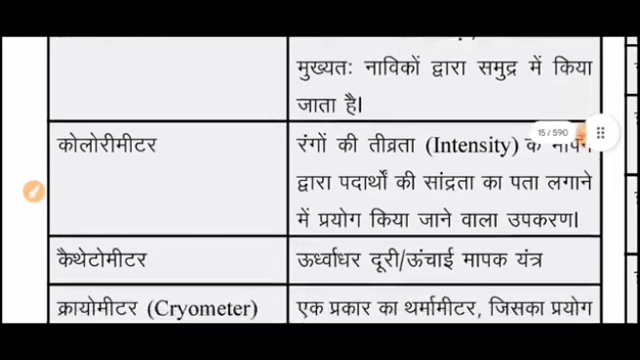 मुख्यतः नाविकों द्वारा समुद्र में किया
जाता है।
कोलोरीमीटर
रंगों की तीव्रता (Intensity) के मापन
द्वारा पदार्थों की सांद्रता का पता लगाने
में प्रयोग किया जाने वाला उपकरण।
15 / 590
कैथेटोमीटर
ऊर्ध्वाधर दूरी/ऊंचाई मापक यंत्र
क्रायोमीटर (Cryometer)
एक प्रकार का थर्मामीटर, जिसका प्रयोग